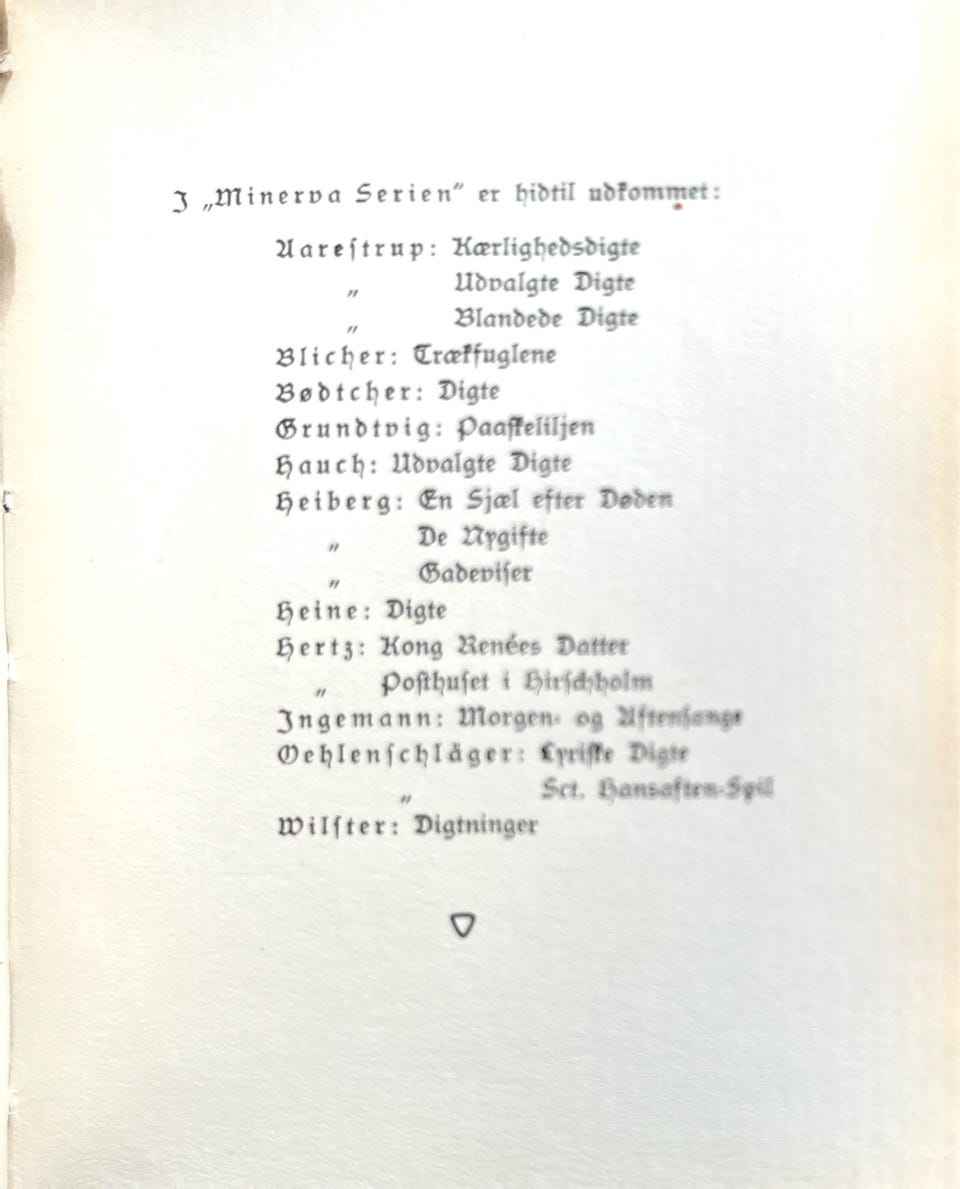 I „Minerva Serien“ er hidtil udkommet:
Aareſtrup: Kærlighedsdigte
„ Udvalgte Digte
„ Blandede Digte
Blicher: Trækfuglene
Bødtcher: Digte
Grundtvig: Paaſkeliljen
Hauch: Udvalgte Digte
Heiberg: En Sjæl efter Døden
„ De Nygifte
„ Gadeviſer
Heine: Digte
Hertz: Kong Renées Datter
„ Poſthuſet i Hirſchholm
Ingemann: Morgen- og Aftenſange
Oehlenſchläger: Lyriſke Digte
„ Sct. Hansaften-Spil
Wilſter: Digtninger